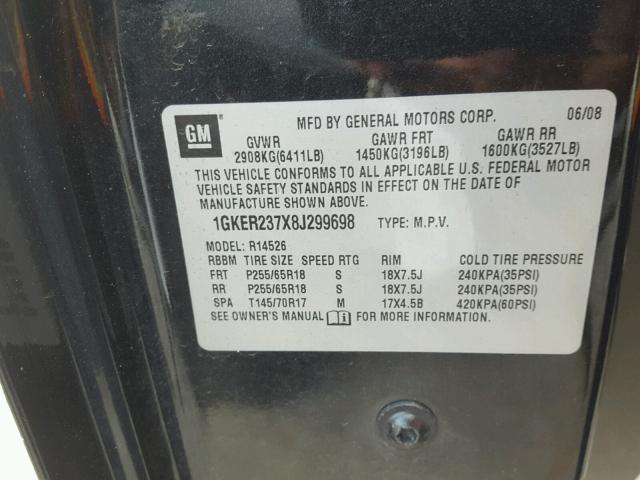 GM
MFD BY GENERAL MOTORS CORP. 06/08
GVWR GAWR FRT GAWR RR
2908KG(6411LB) 1450KG(3196LB) 1600KG(3527LB)
THIS VEHICLE CONFORMS TO ALL APPLICABLE U.S. FEDERAL MOTOR
VEHICLE SAFETY STANDARDS IN EFFECT ON THE DATE OF
MANUFACTURE SHOWN ABOVE.
1GKER237X8J299698 TYPE: M.P.V.
MODEL: R14526
RBBM TIRE SIZE SPEED RTG RIM COLD TIRE PRESSURE
FRT P255/65R18 S 18X7.5J 240KPA(35PSI)
RR P255/65R18 S 18X7.5J 240KPA(35PSI)
SPA T145/70R17 M 17X4.5B 420KPA(60PSI)
SEE OWNER'S MANUAL FOR MORE INFORMATION.